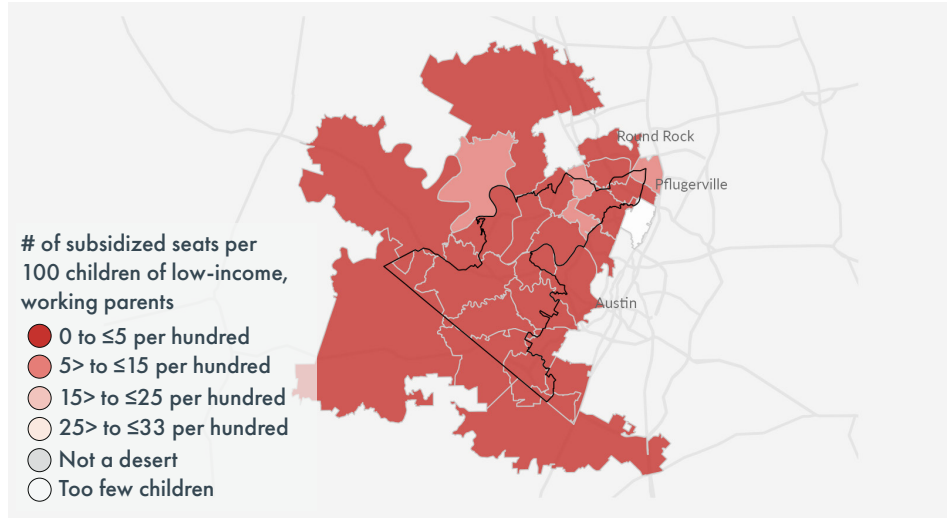 Round Rock
Pflugerville
Austin
# of subsidized seats per
100 children of low-income,
working parents
0 to ≤5 per hundred
5> to ≤15 per hundred
15> to ≤25 per hundred
25> to ≤33 per hundred
Not a desert
Too few children